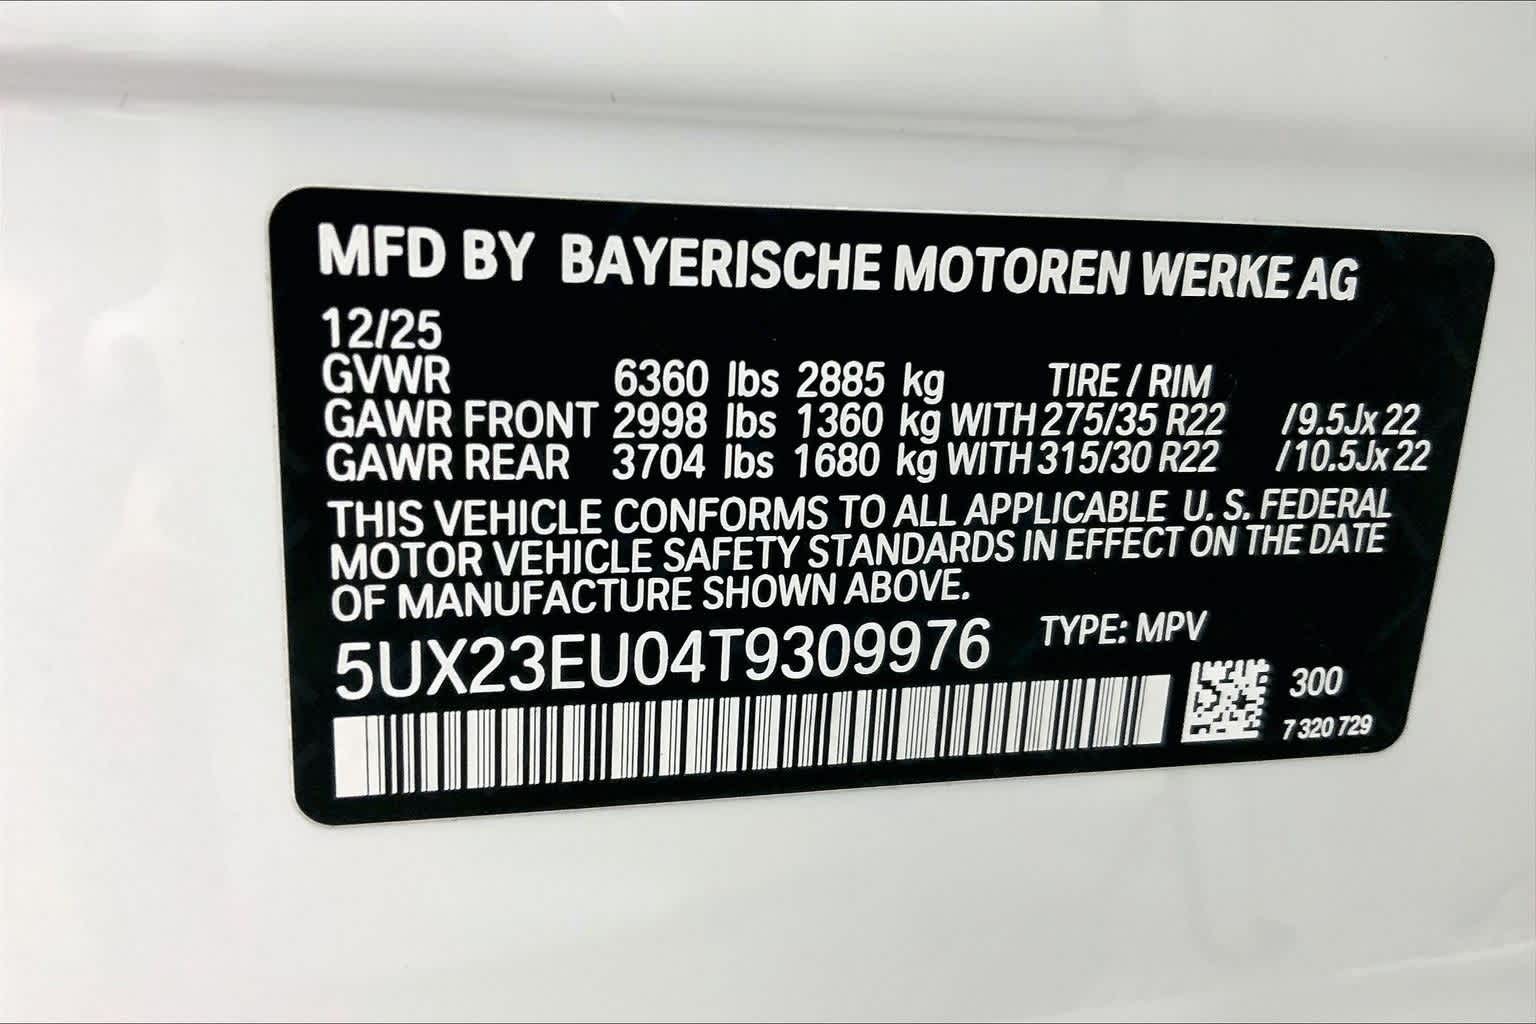 MFD BY BAYERISCHE MOTOREN WERKE AG
12/25
GVWR 6360 lbs 2885 kg TIRE / RIM
GAWR FRONT 2998 lbs 1360 kg WITH 275/35 R22 /9.5Jx 22
GAWR REAR 3704 lbs 1680 kg WITH 315/30 R22 /10.5Jx 22
THIS VEHICLE CONFORMS TO ALL APPLICABLE U. S. FEDERAL
MOTOR VEHICLE SAFETY STANDARDS IN EFFECT ON THE DATE
OF MANUFACTURE SHOWN ABOVE.
5UX23EU04T9309976 TYPE: MPV
300
7 320 729